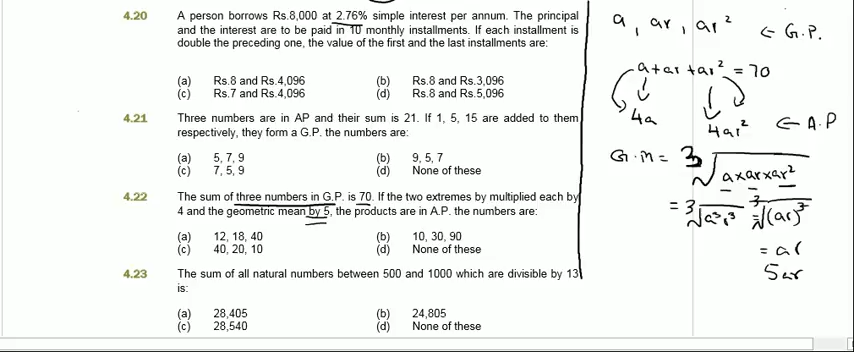 4.20 A person borrows Rs.8,000 at 2.76% simple interest per annum. The principal
and the interest are to be paid in 10 monthly installments. If each installment is
double the preceding one, the value of the first and the last installments are:
(a) Rs.8 and Rs.4,096 (b) Rs.8 and Rs.3,096
(c) Rs.7 and Rs.4,096 (d) Rs.8 and Rs.5,096
4.21 Three numbers are in AP and their sum is 21. If 1, 5, 15 are added to them
respectively, they form a G.P. the numbers are:
(a) 5, 7, 9 (b) 9, 5, 7
(c) 7, 5, 9 (d) None of these
4.22 The sum of three numbers in G.P. is 70. If the two extremes by multiplied each by
4 and the geometric mean by 5, the products are in A.P. the numbers are:
(a) 12, 18, 40 (b) 10, 30, 90
(c) 40, 20, 10 (d) None of these
4.23 The sum of all natural numbers between 500 and 1000 which are divisible by 13
is:
(a) 28,405 (b) 24,805
(c) 28,540 (d) None of these
a, ar, ar² ← G.P.
a+ar+ar² = 70
4a 4ar² ← A.P
G.M = 3√a×ar×ar²
= 3√a³r³ = 3√(ar)³
= ar
5ar